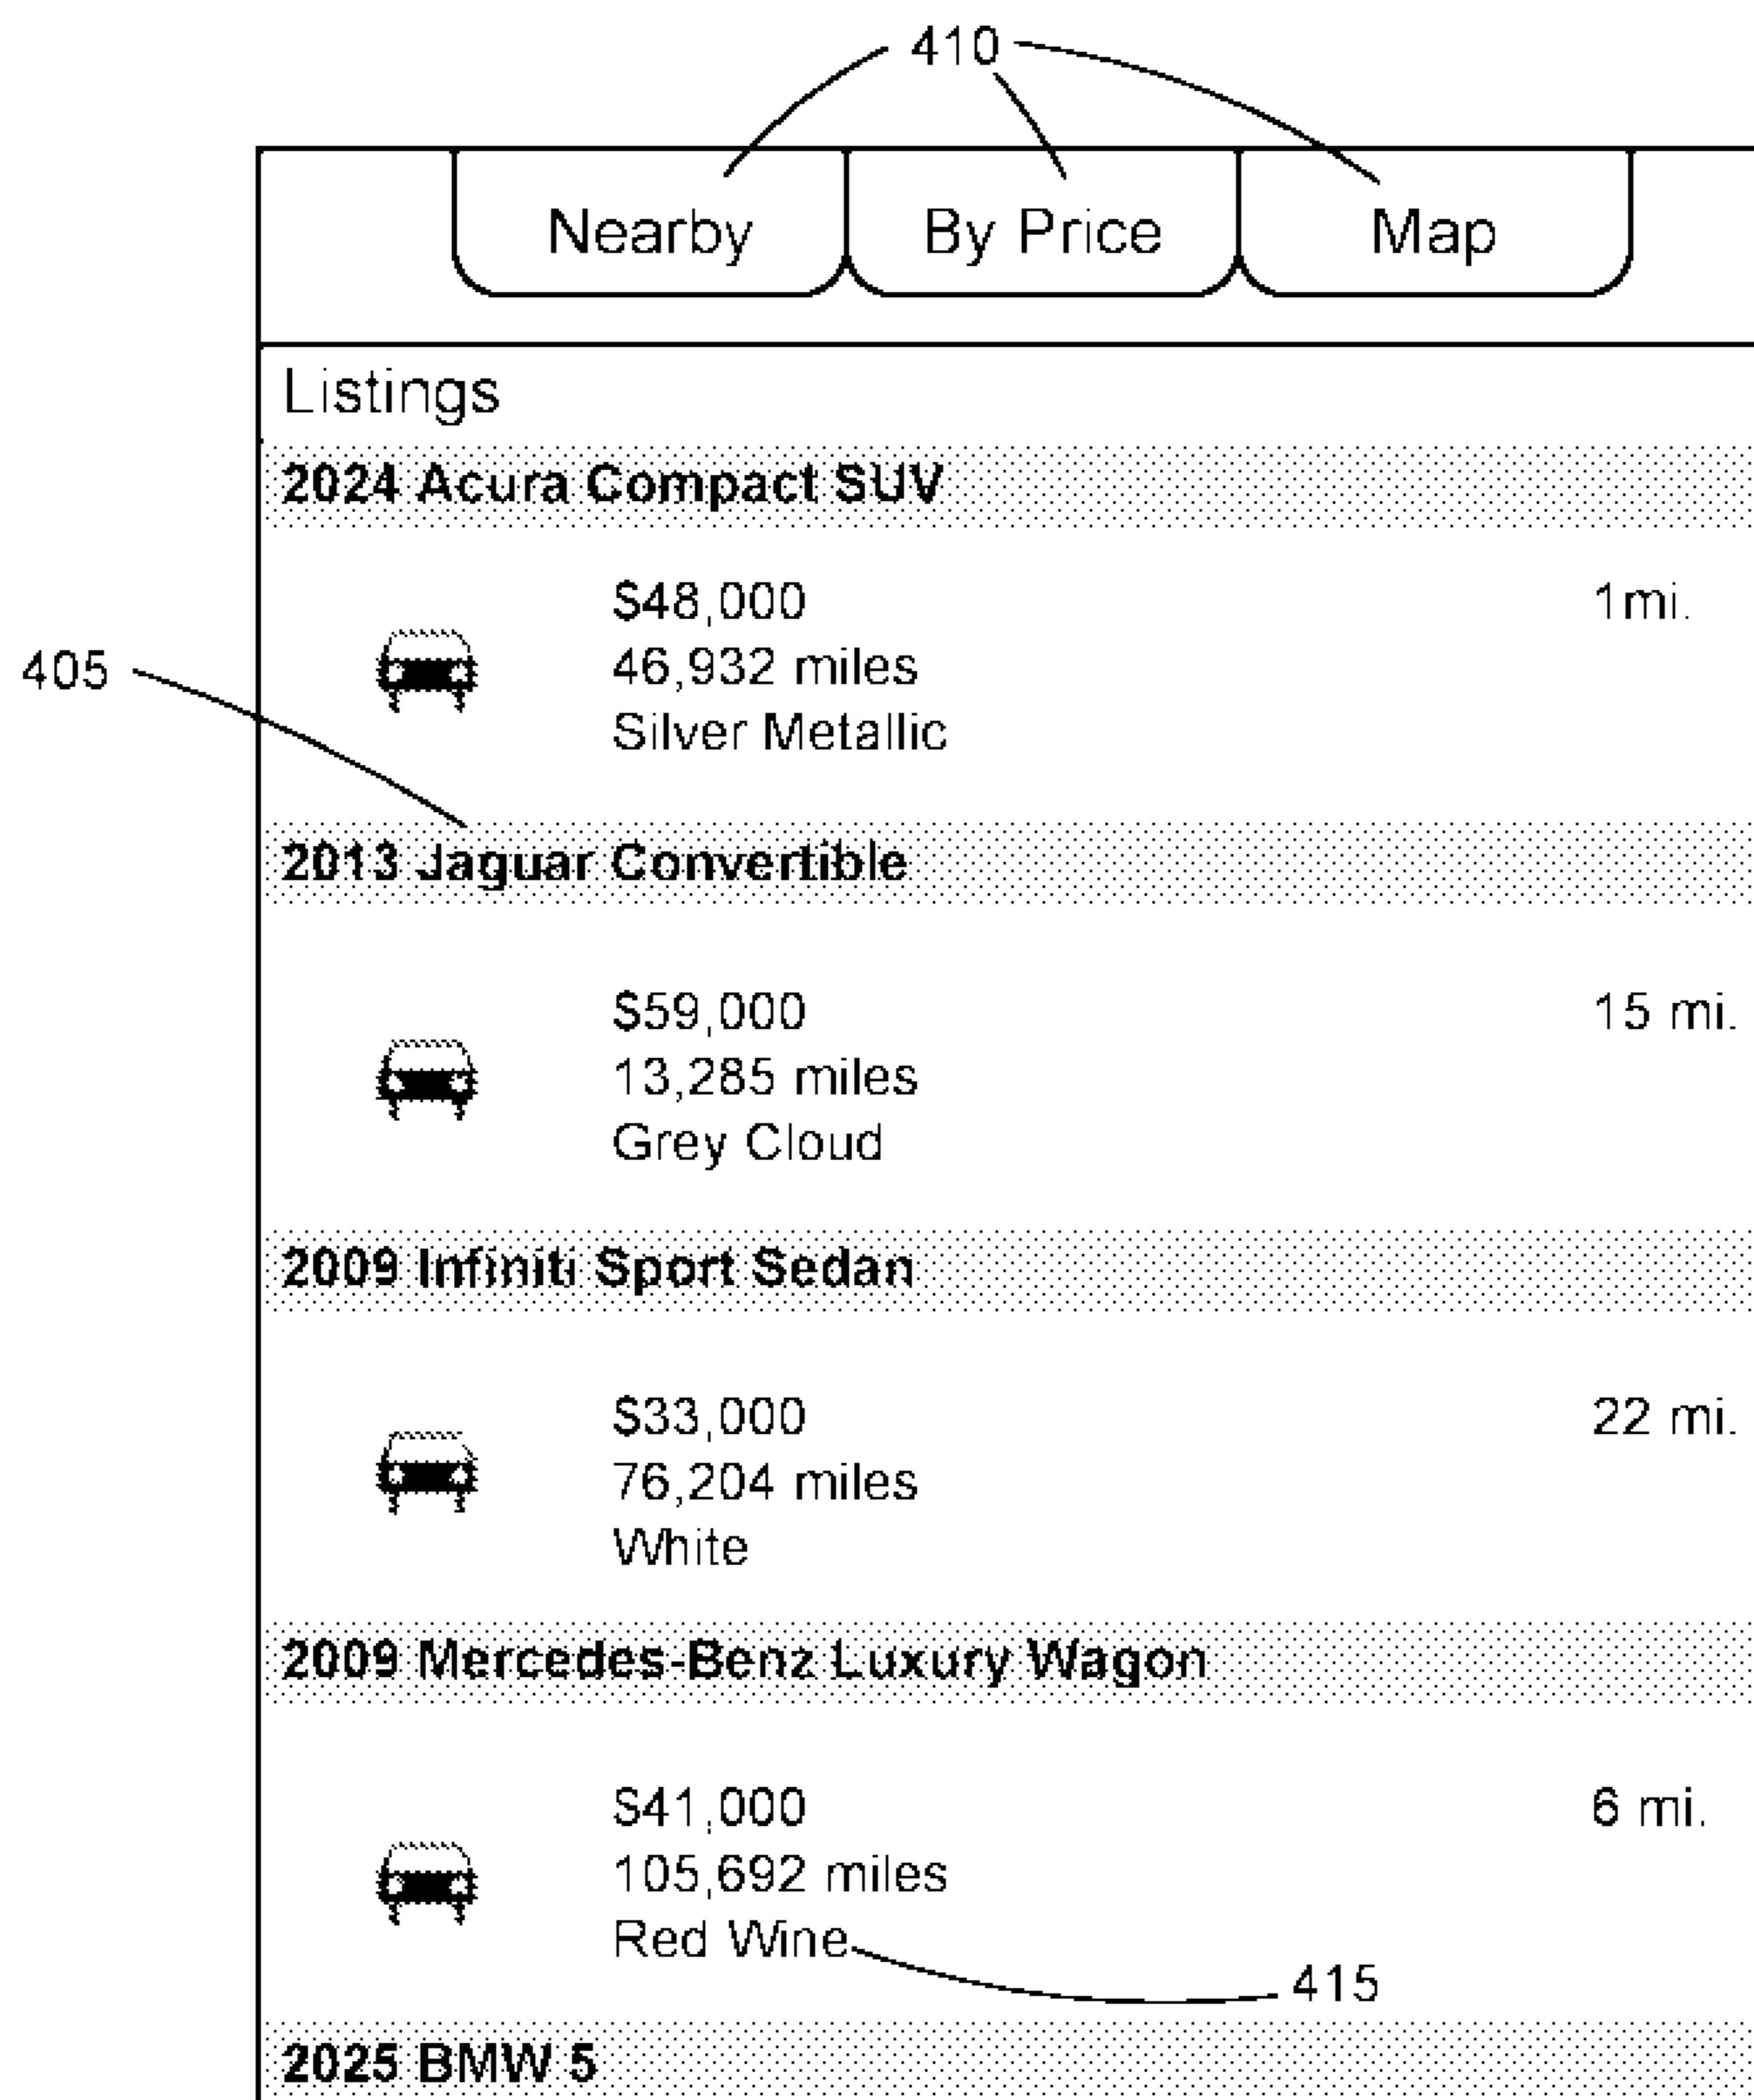 410
Nearby By Price Map
Listings
2024 Acura Compact SUV
$48,000 1mi.
46,932 miles
405
Silver Metallic
2013 Jaguar Convertible
$59,000 15 mi.
13,285 miles
Grey Cloud
2009 Infiniti Sport Sedan
$33,000 22 mi.
76,204 miles
White
2009 Mercedes-Benz Luxury Wagon
$41,000 6 mi.
105,692 miles
Red Wine
415
2025 BMW 5